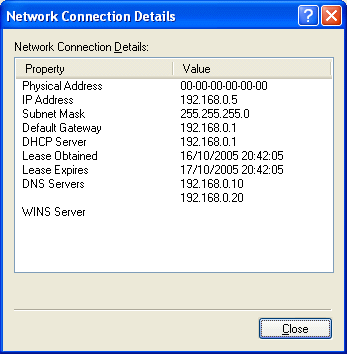 Network Connection Details
Network Connection Details:
Property Value
Physical Address 00-00-00-00-00-00
IP Address 192.168.0.5
Subnet Mask 255.255.255.0
Default Gateway 192.168.0.1
DHCP Server 192.168.0.1
Lease Obtained 16/10/2005 20:42:05
Lease Expires 17/10/2005 20:42:05
DNS Servers 192.168.0.10
192.168.0.20
WINS Server
Close